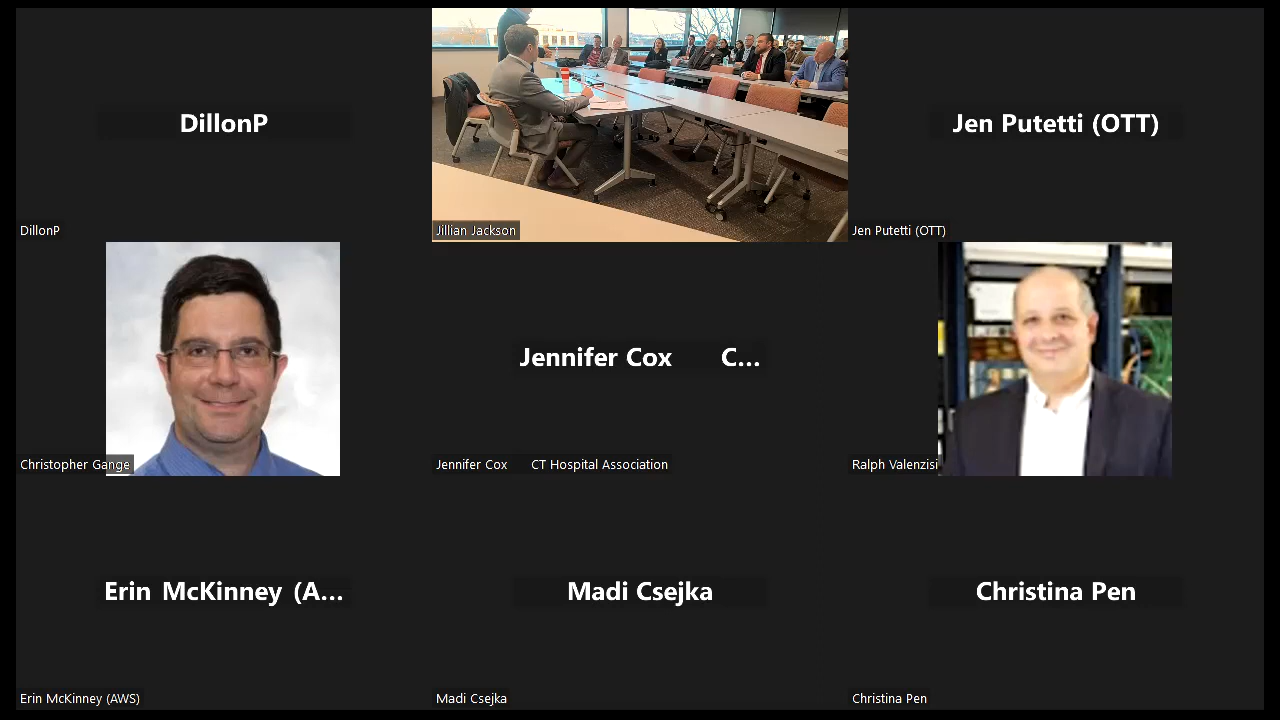 DillonP
Jen Putetti (OTT)
DillonP
Jillian Jackson
Jen Putetti (OTT)
Jennifer Cox C...
Christopher Gange
Jennifer Cox CT Hospital Association
Ralph Valenzisi
Erin McKinney (A...
Madi Csejka
Christina Pen
Erin McKinney (AWS)
Madi Csejka
Christina Pen